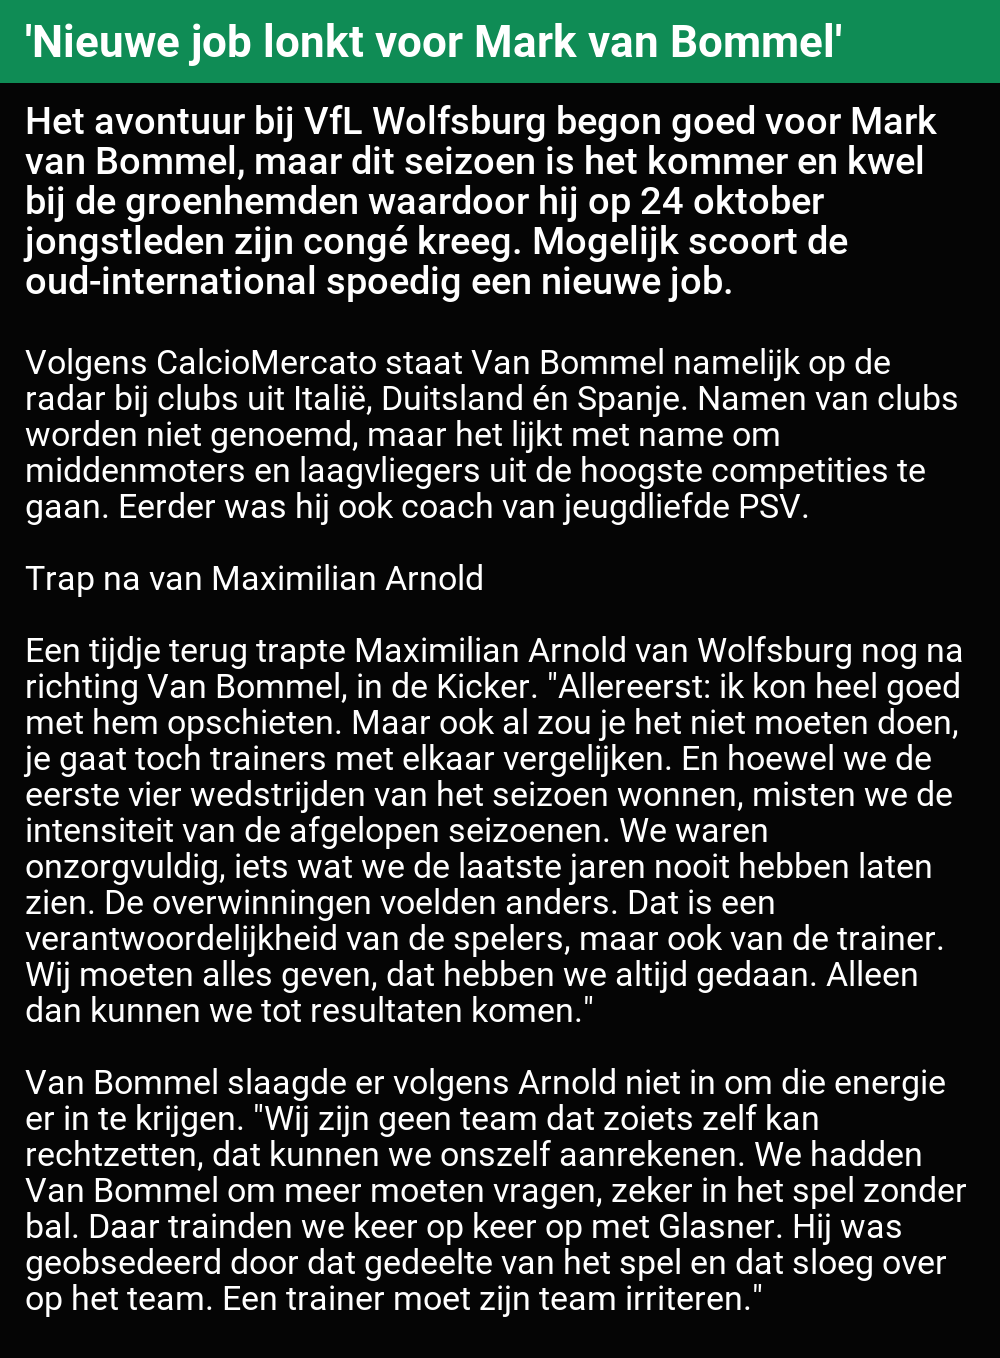 'Nieuwe job lonkt voor Mark van Bommel'
Het avontuur bij VfL Wolfsburg begon goed voor Mark
van Bommel, maar dit seizoen is het kommer en kwel
bij de groenhemden waardoor hij op 24 oktober
jongstleden zijn congé kreeg. Mogelijk scoort de
oud-international spoedig een nieuwe job.
Volgens CalcioMercato staat Van Bommel namelijk op de
radar bij clubs uit Italië, Duitsland én Spanje. Namen van clubs
worden niet genoemd, maar het lijkt met name om
middenmoters en laagvliegers uit de hoogste competities te
gaan. Eerder was hij ook coach van jeugdliefde PSV.
Trap na van Maximilian Arnold
Een tijdje terug trapte Maximilian Arnold van Wolfsburg nog na
richting Van Bommel, in de Kicker. "Allereerst: ik kon heel goed
met hem opschieten. Maar ook al zou je het niet moeten doen,
je gaat toch trainers met elkaar vergelijken. En hoewel we de
eerste vier wedstrijden van het seizoen wonnen, misten we de
intensiteit van de afgelopen seizoenen. We waren
onzorgvuldig, iets wat we de laatste jaren nooit hebben laten
zien. De overwinningen voelden anders. Dat is een
verantwoordelijkheid van de spelers, maar ook van de trainer.
Wij moeten alles geven, dat hebben we altijd gedaan. Alleen
dan kunnen we tot resultaten komen."
Van Bommel slaagde er volgens Arnold niet in om die energie
er in te krijgen. "Wij zijn geen team dat zoiets zelf kan
rechtzetten, dat kunnen we onszelf aanrekenen. We hadden
Van Bommel om meer moeten vragen, zeker in het spel zonder
bal. Daar trainden we keer op keer op met Glasner. Hij was
geobsedeerd door dat gedeelte van het spel en dat sloeg over
op het team. Een trainer moet zijn team irriteren."